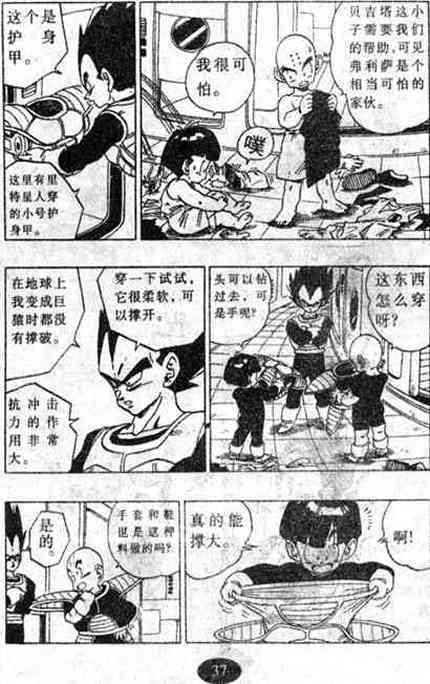 贝吉塔这小
子需要我们
的帮助,可见
弗利萨是个
相当可怕的
家伙。
噗
我很可
怕。
这个是
护身
甲。
这里有里
特星人穿
的小号护
身甲。
这东西
怎么穿
呀?
头可以钻
过去,可
是手呢?
穿一下试试,
它很柔软,可
以撑开。
在地球上
我变成巨
猿时都没
有撑破。
抗冲击
力的作
用非常
大。
啊!
真的能
撑大。
手套和鞋
也是这种
料做的吗?
是
的。
37